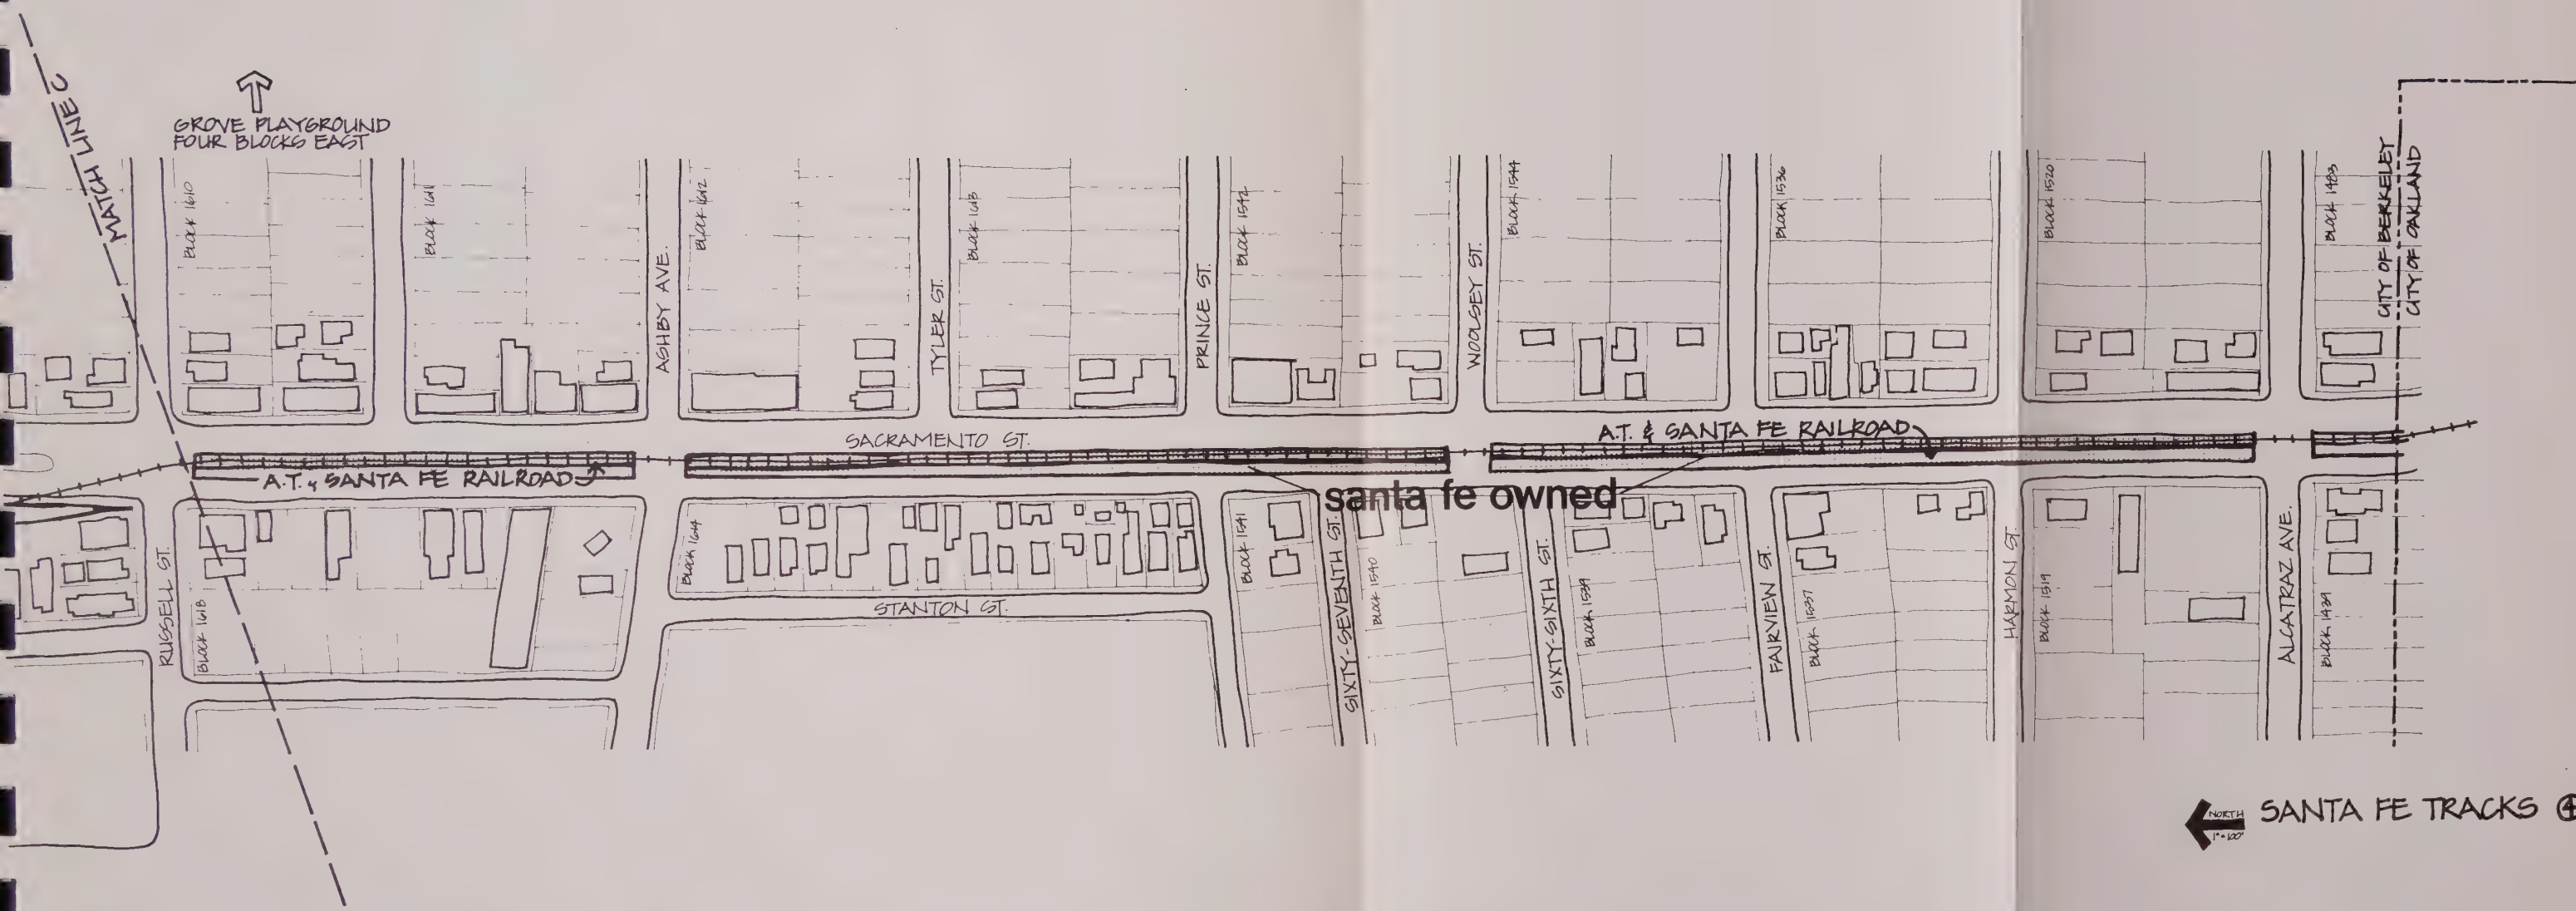 MATCH LINE C
GROVE PLAYGROUND
FOUR BLOCKS EAST
BLOCK 1610
BLOCK 1611
ASHBY AVE.
BLOCK 1612
TYLER ST.
BLOCK 1613
PRINCE ST.
BLOCK 1542
WOOLSEY ST.
BLOCK 1544
BLOCK 1536
BLOCK 1520
BLOCK 1483
CITY OF BERKELEY
CITY OF OAKLAND
SACRAMENTO ST.
A.T. & SANTA FE RAILROAD
A.T. & SANTA FE RAILROAD
santa fe owned
RUSSELL ST.
BLOCK 1618
BLOCK 1614
STANTON ST.
BLOCK 1541
SIXTY-SEVENTH ST.
BLOCK 1540
SIXTY-SIXTH ST.
BLOCK 1539
FAIRVIEW ST.
BLOCK 1537
HARMON ST.
BLOCK 1519
ALCATRAZ AVE.
BLOCK 1439
NORTH
1"=100'
SANTA FE TRACKS 4